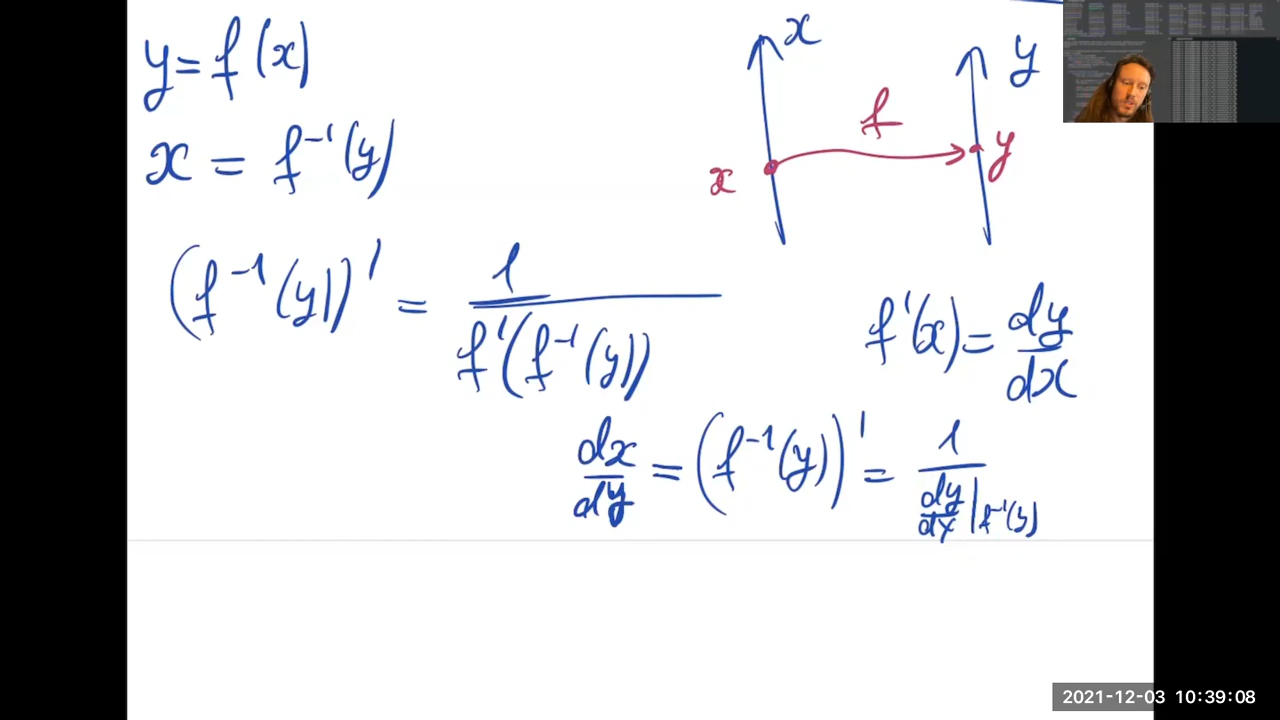 y = f(x)
x = f⁻¹(y)
x
y
f
x
y
(f⁻¹(y))' = 1 / f'(f⁻¹(y))
f'(x) = dy/dx
dx/dy = (f⁻¹(y))' = 1 / (dy/dx |f⁻¹(y))
2021-12-03 10:39:08